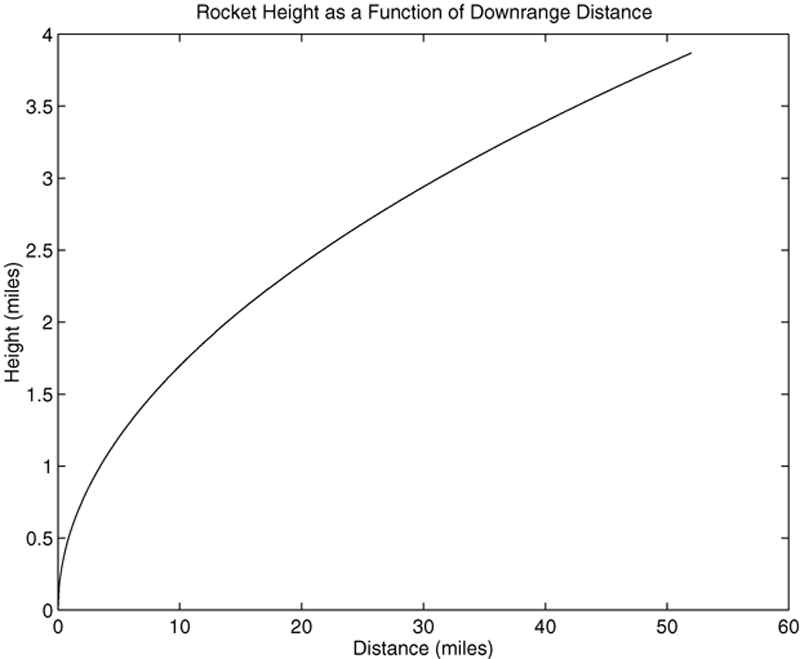 Rocket Height as a Function of Downrange Distance
4
3.5
3
2.5
2
1.5
1
0.5
0
Height (miles)
0 10 20 30 40 50 60
Distance (miles)